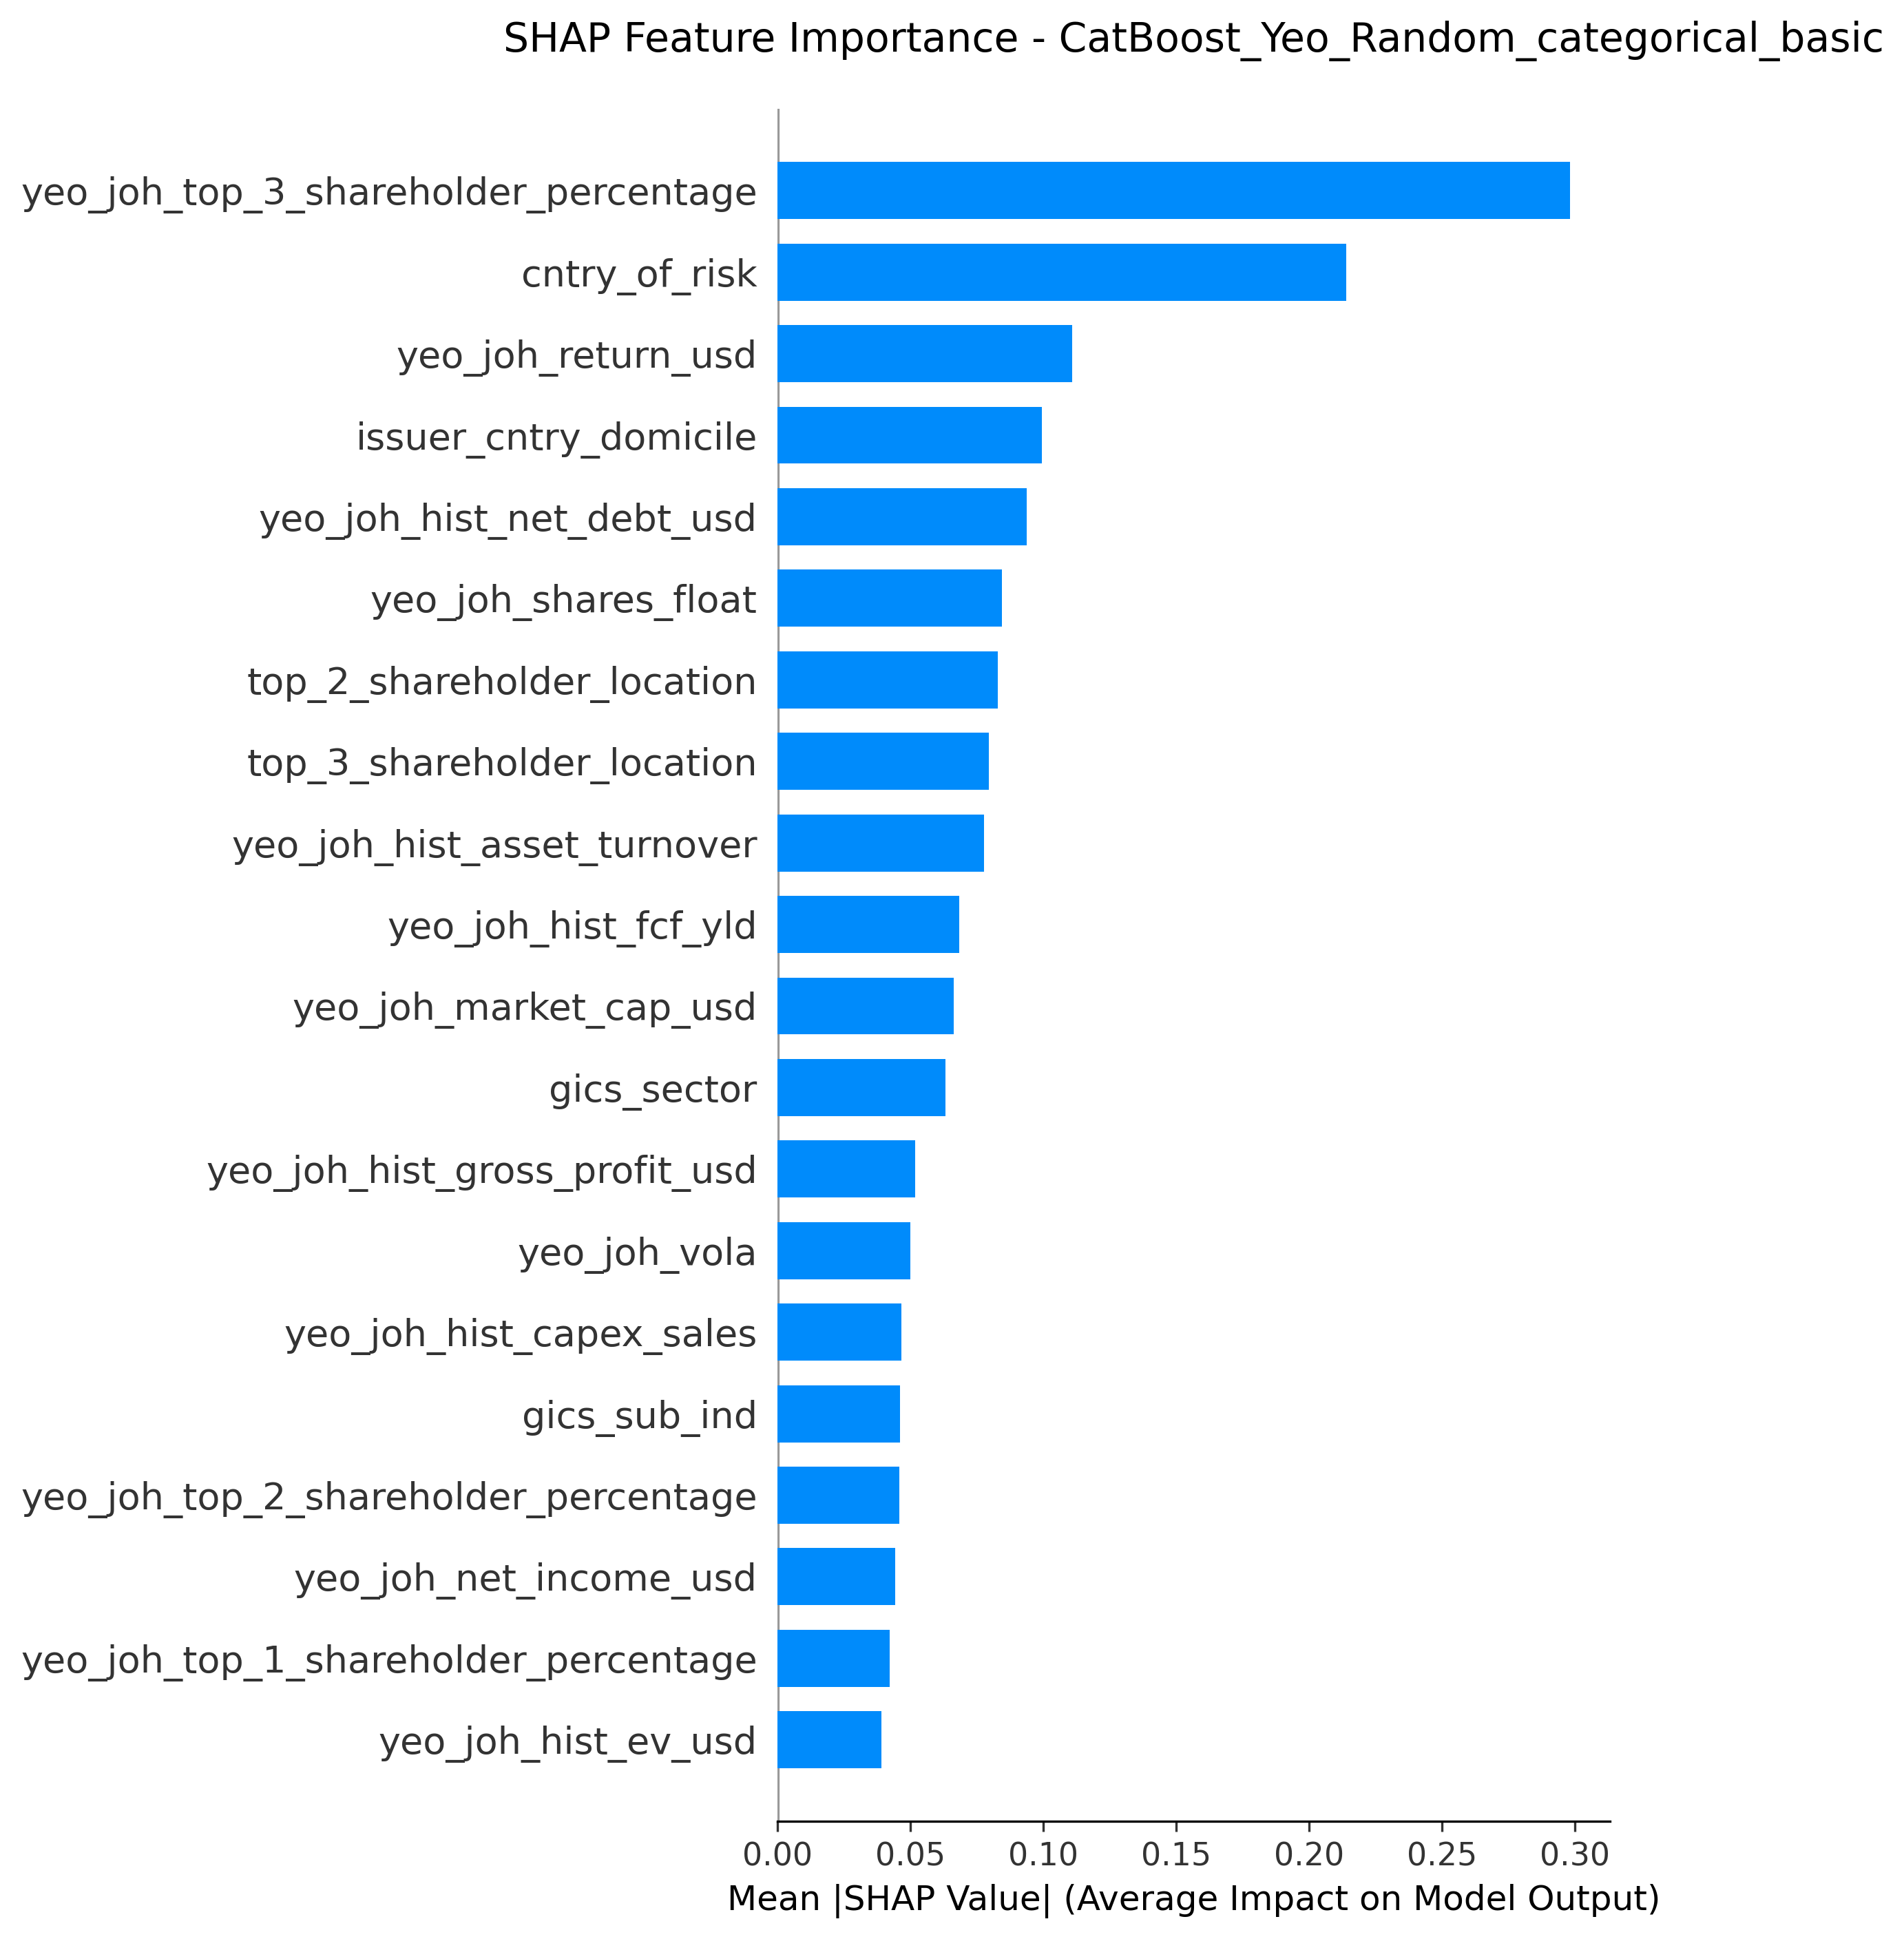 SHAP Feature Importance - CatBoost_Yeo_Random_categorical_basic
yeo_joh_top_3_shareholder_percentage
cntry_of_risk
yeo_joh_return_usd
issuer_cntry_domicile
yeo_joh_hist_net_debt_usd
yeo_joh_shares_float
top_2_shareholder_location
top_3_shareholder_location
yeo_joh_hist_asset_turnover
yeo_joh_hist_fcf_yld
yeo_joh_market_cap_usd
gics_sector
yeo_joh_hist_gross_profit_usd
yeo_joh_vola
yeo_joh_hist_capex_sales
gics_sub_ind
yeo_joh_top_2_shareholder_percentage
yeo_joh_net_income_usd
yeo_joh_top_1_shareholder_percentage
yeo_joh_hist_ev_usd
0.00 0.05 0.10 0.15 0.20 0.25 0.30
Mean |SHAP Value| (Average Impact on Model Output)